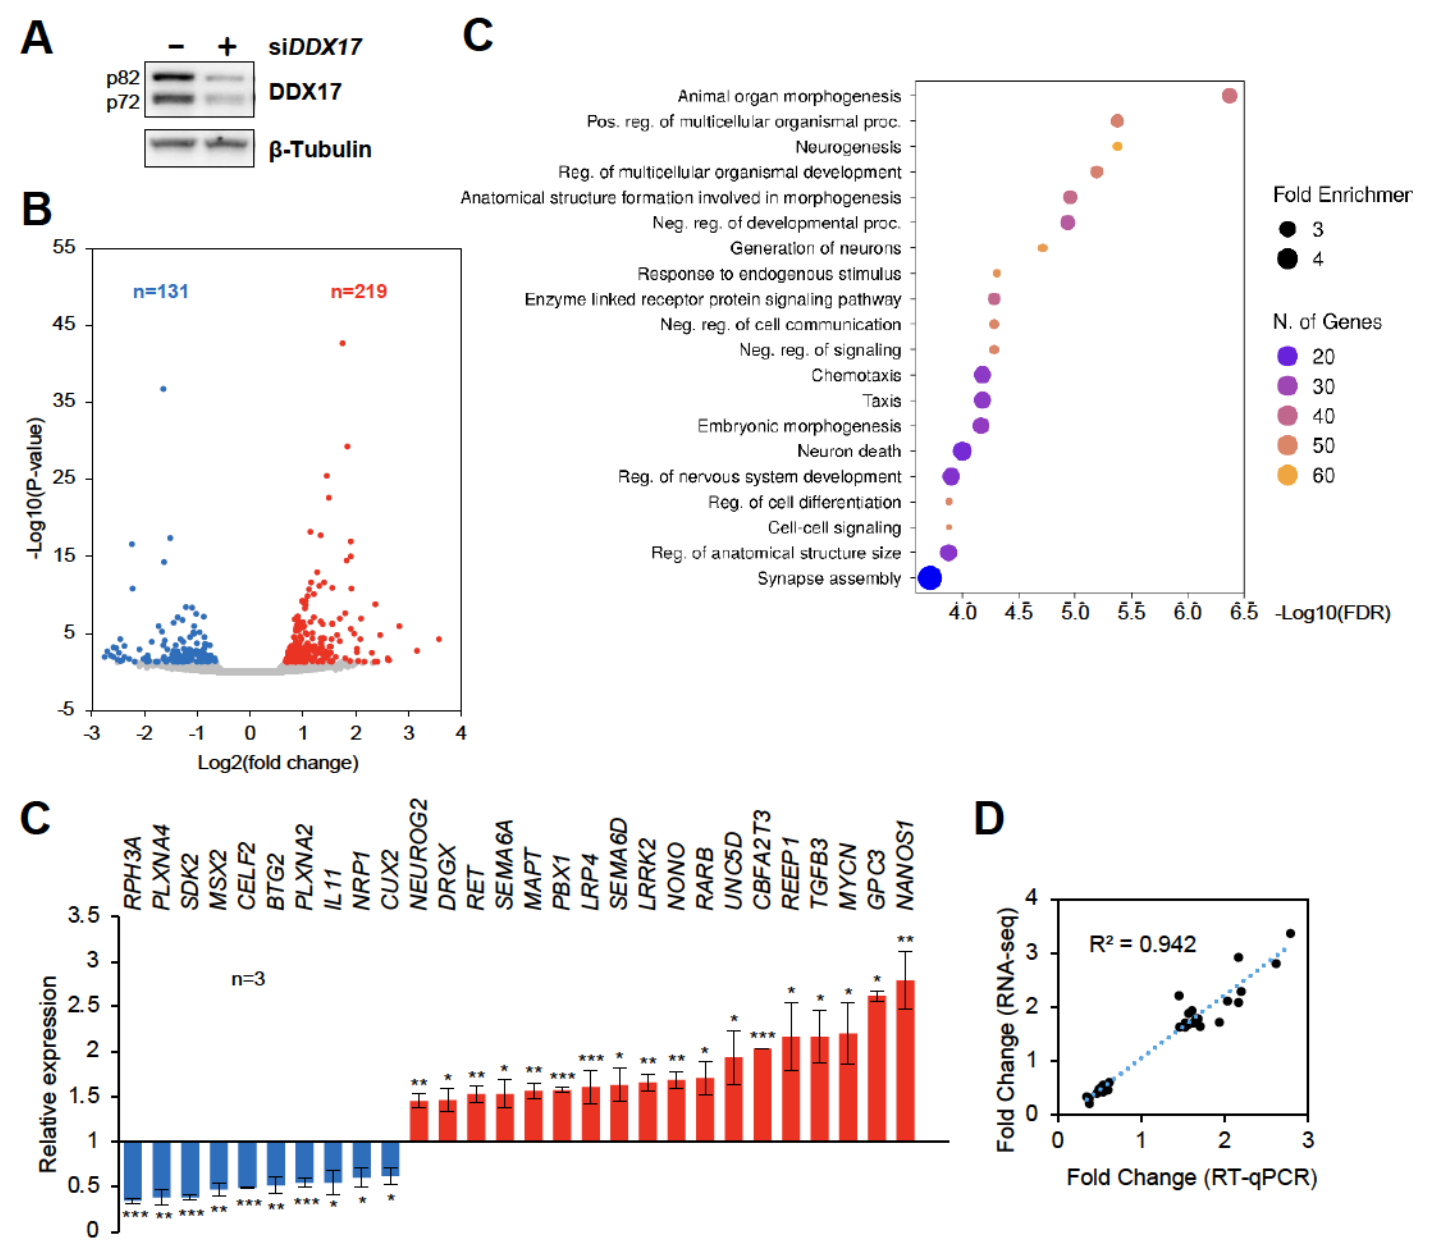 A
− + siDDX17
p82
p72
DDX17
β-Tubulin
B
55
45
35
25
15
5
-5
n=131 n=219
-Log10(P-value)
-3 -2 -1 0 1 2 3 4
Log2(fold change)
C
Animal organ morphogenesis
Pos. reg. of multicellular organismal proc.
Neurogenesis
Reg. of multicellular organismal development
Anatomical structure formation involved in morphogenesis
Neg. reg. of developmental proc.
Generation of neurons
Response to endogenous stimulus
Enzyme linked receptor protein signaling pathway
Neg. reg. of cell communication
Neg. reg. of signaling
Chemotaxis
Taxis
Embryonic morphogenesis
Neuron death
Reg. of nervous system development
Reg. of cell differentiation
Cell-cell signaling
Reg. of anatomical structure size
Synapse assembly
4.0 4.5 5.0 5.5 6.0 6.5 -Log10(FDR)
Fold Enrichmer
3
4
N. of Genes
20
30
40
50
60
C
RPH3A
PLXNA4
SDK2
MSX2
CELF2
BTG2
PLXNA2
IL11
NRP1
CUX2
NEUROG2
DRGX
RET
SEMA6A
MAPT
PBX1
LRP4
SEMA6D
LRRK2
NONO
RARB
UNC5D
CBFA2T3
REEP1
TGFB3
MYCN
GPC3
NANOS1
3.5
3
2.5
2
1.5
1
0.5
0
Relative expression
n=3
** * ** * ** *** *** * ** ** * * *** * * * * **
*** ** *** ** *** ** *** * * *
D
4
3
2
1
0
Fold Change (RNA-seq)
R² = 0.942
0 1 2 3
Fold Change (RT-qPCR)